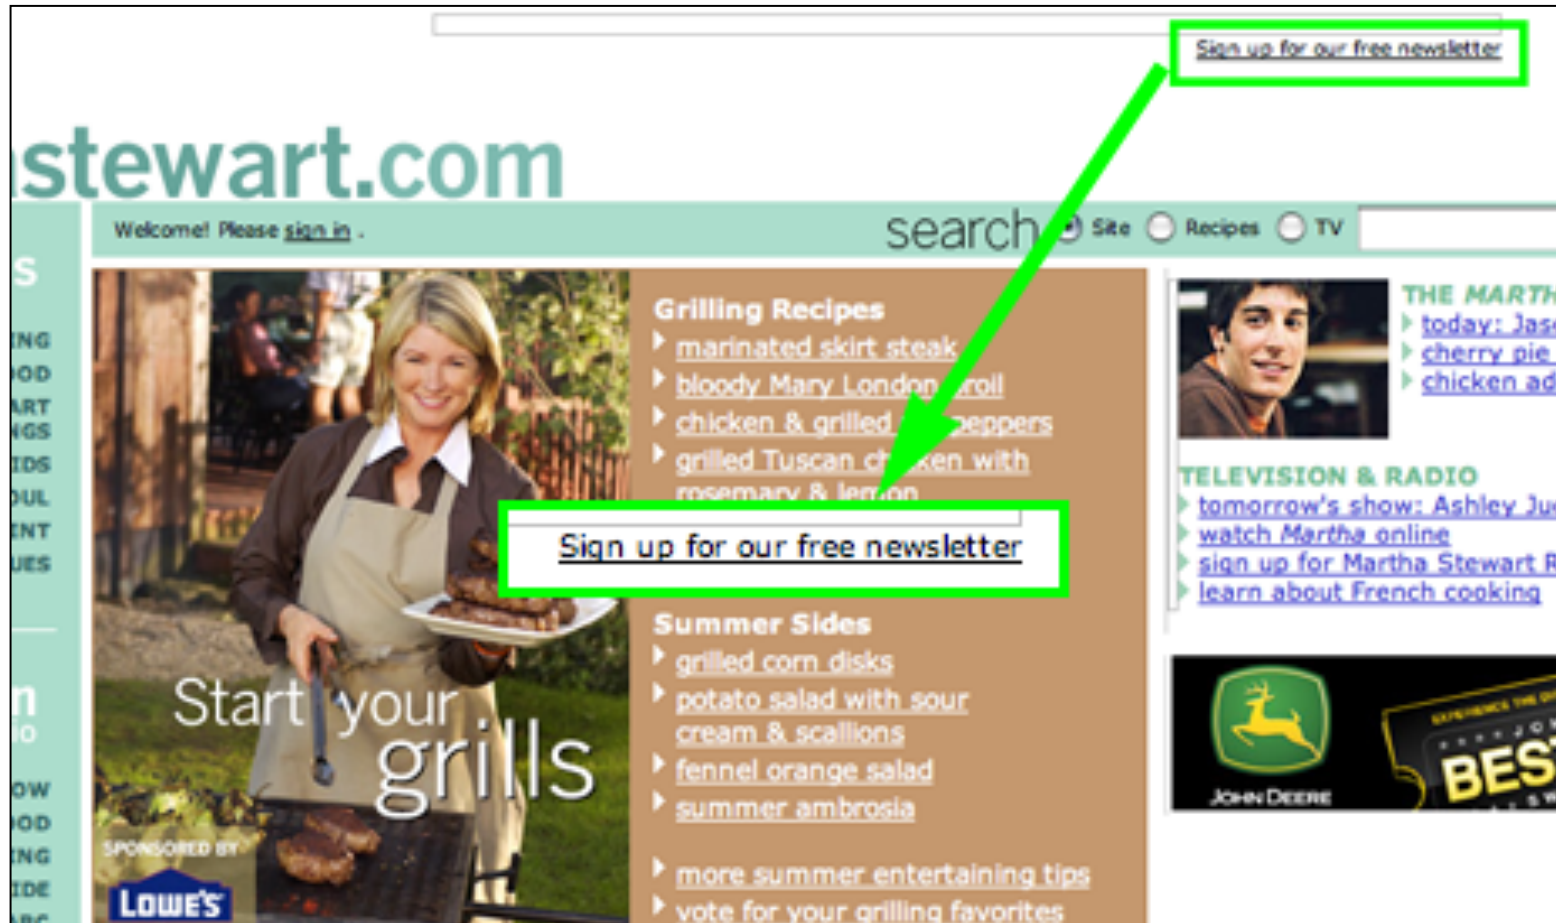 Sign up for our free newsletter
stewart.com
Welcome! Please sign in .
search
Site
Recipes
TV
Grilling Recipes
marinated skirt steak
bloody Mary London
chicken & grilled peppers
grilled Tuscan chicken with
rosemary & lemon
Sign up for our free newsletter
Summer Sides
grilled corn disks
potato salad with sour
cream & scallions
fennel orange salad
summer ambrosia
more summer entertaining tips
vote for your grilling favorites
Start your
grills
SPONSORED BY
LOWE'S
THE MARTH
today: Jas
cherry pie
chicken ad
TELEVISION & RADIO
tomorrow's show: Ashley Ju
watch Martha online
sign up for Martha Stewart R
learn about French cooking
JOHN DEERE
BES